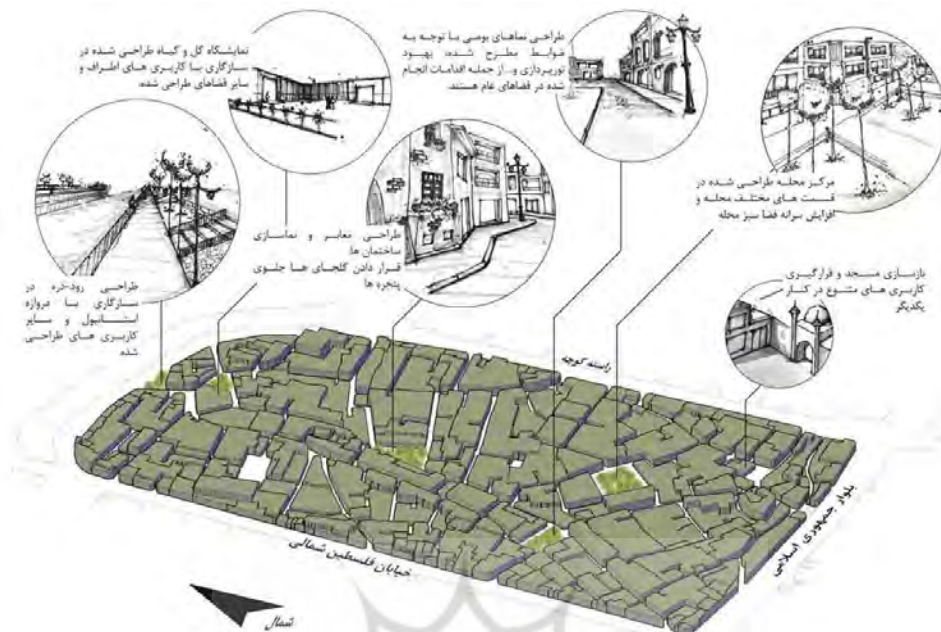 طراحی نماهای بومی با توجه به
ضوابط مطرح شده، بهبود
نورپردازی و... از جمله اقدامات انجام
شده در فضاهای عام هستند.
نمایشگاه گل و گیاه طراحی شده در
سازگاری با کاربری های اطراف و
سایر فضاهای طراحی شده.
مرکز محله طراحی شده در
قسمت های مختلف محله و
افزایش سرانه فضا سبز محله
طراحی معابر و نماسازی
ساختمان ها
قرار دادن گلجای ها جلوی
پنجره ها
بازسازی مسجد و قرارگیری
کاربری های متنوع در کنار
یکدیگر
طراحی رود-دره در
سازگاری با دروازه
استانبول و سایر
کاربری های طراحی
شده
راسته کوچه
بلوار جمهوری اسلامی
خیابان فلسطین شمالی
شمال